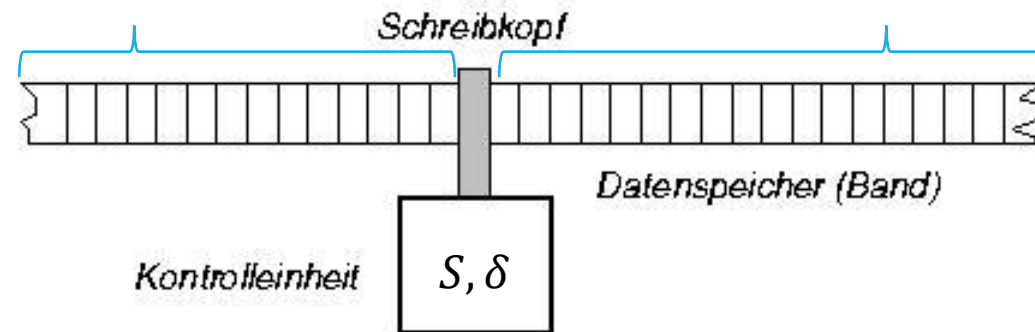 Schreibkopf
Datenspeicher (Band)
Kontrolleinheit
S, δ